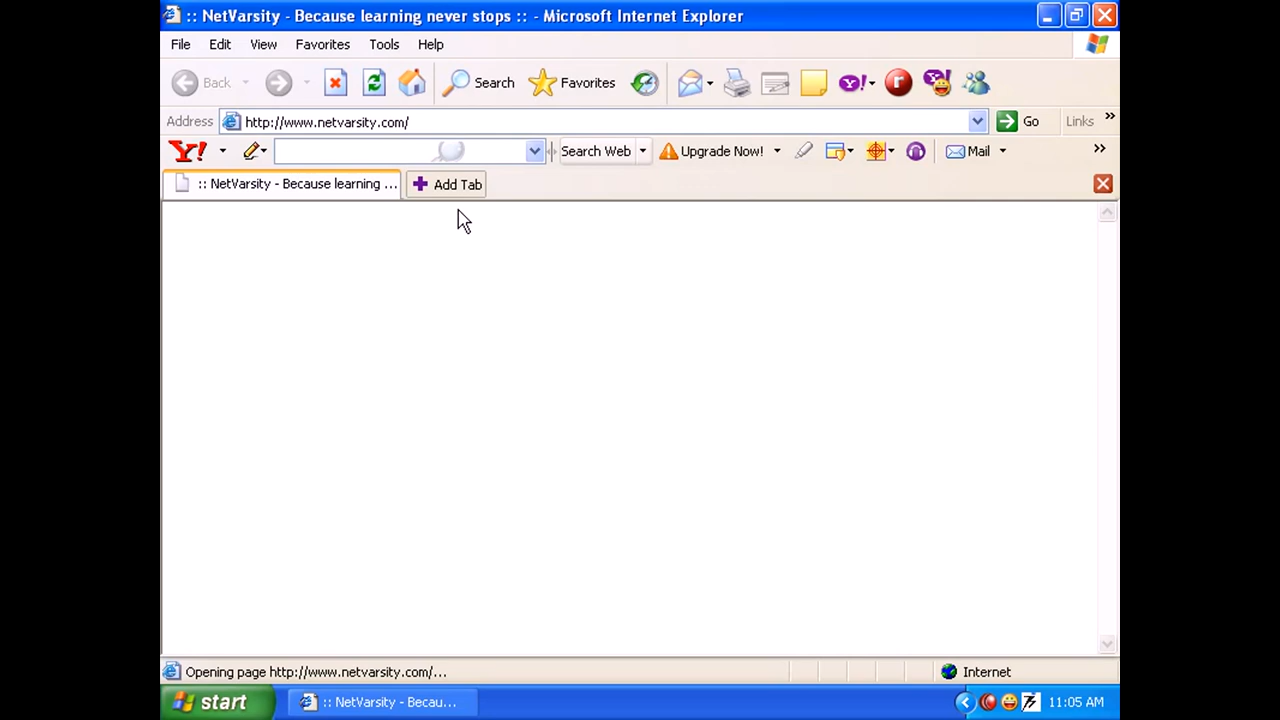 :: NetVarsity - Because learning never stops :: - Microsoft Internet Explorer
File Edit View Favorites Tools Help
Back Search Favorites Y!
Address http://www.netvarsity.com/ Go Links »
Y! Search Web Upgrade Now! Mail »
:: NetVarsity - Because learning ... Add Tab
Opening page http://www.netvarsity.com/... Internet
start :: NetVarsity - Becau... 11:05 AM